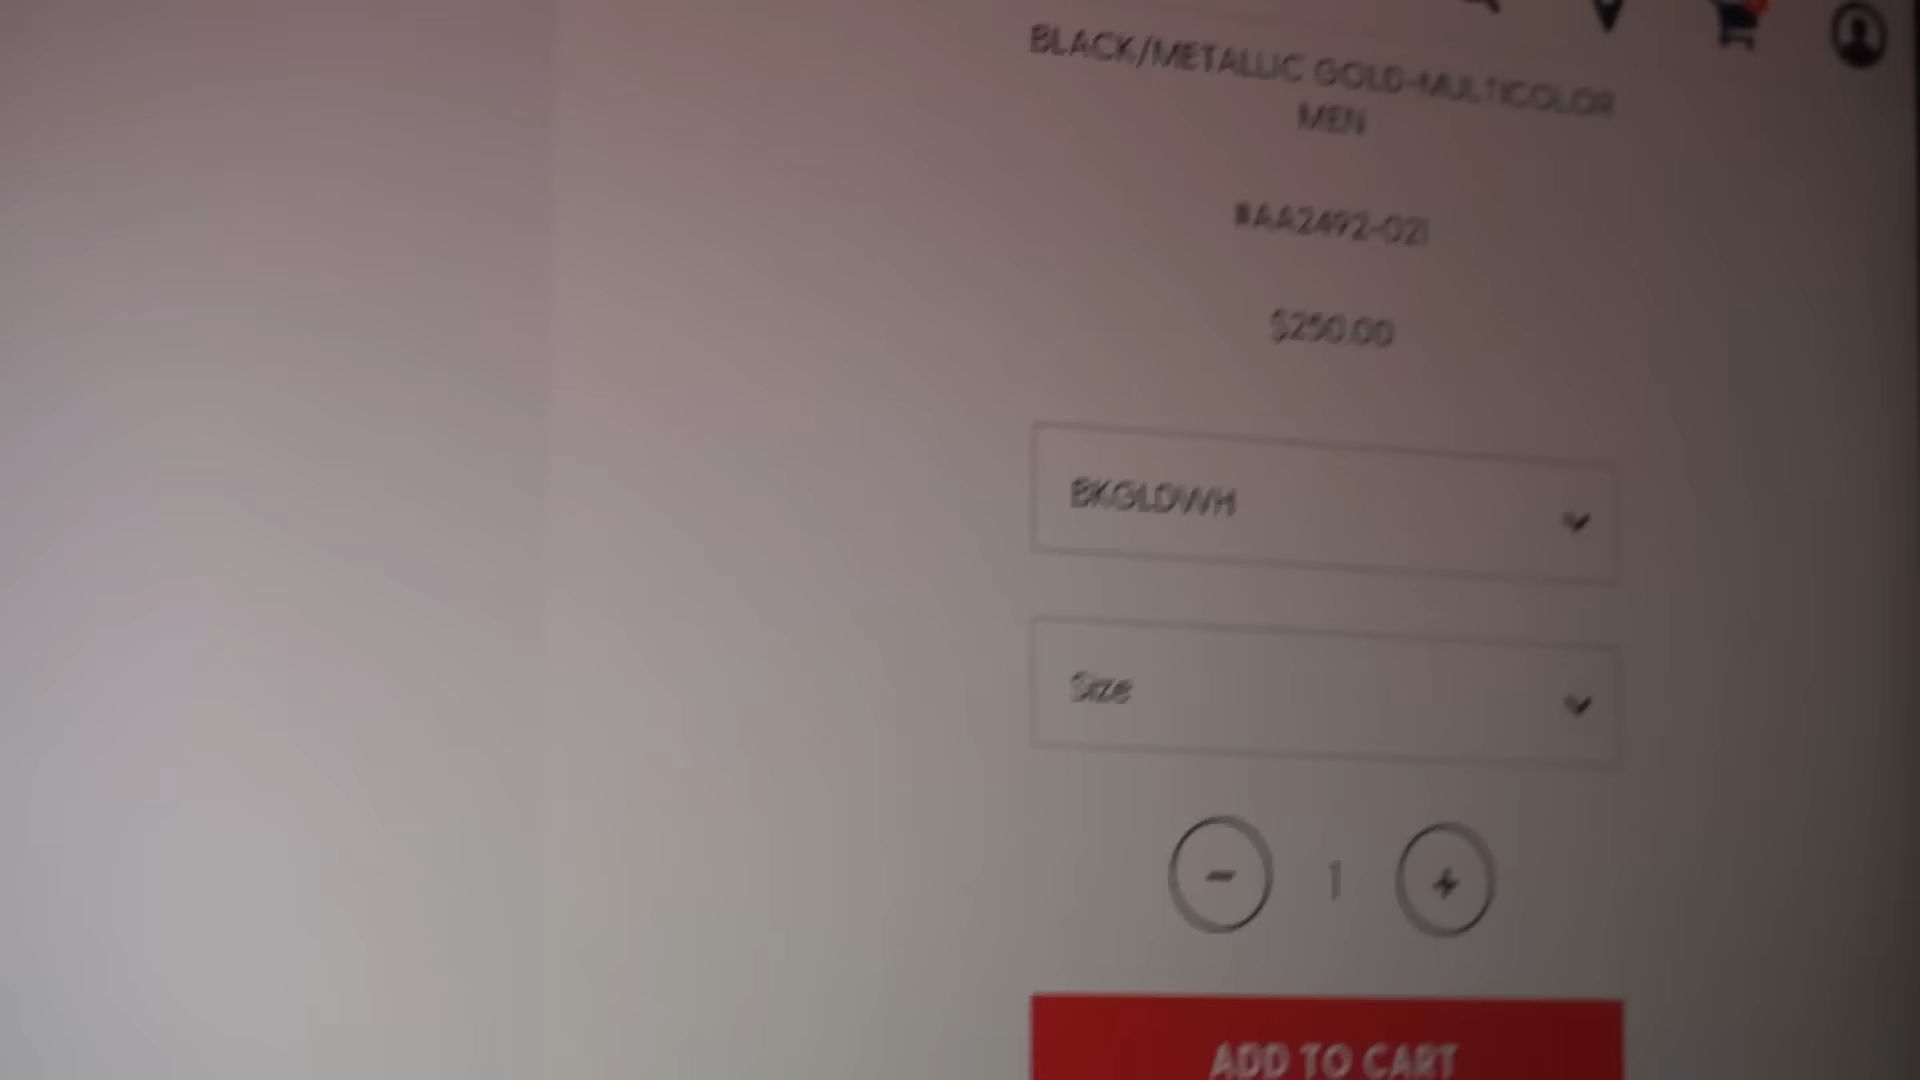 BLACK/METALLIC GOLD-MULTICOLOR
MEN
#AA2492-021
$250.00
BKGLDWH
Size
1
ADD TO CART